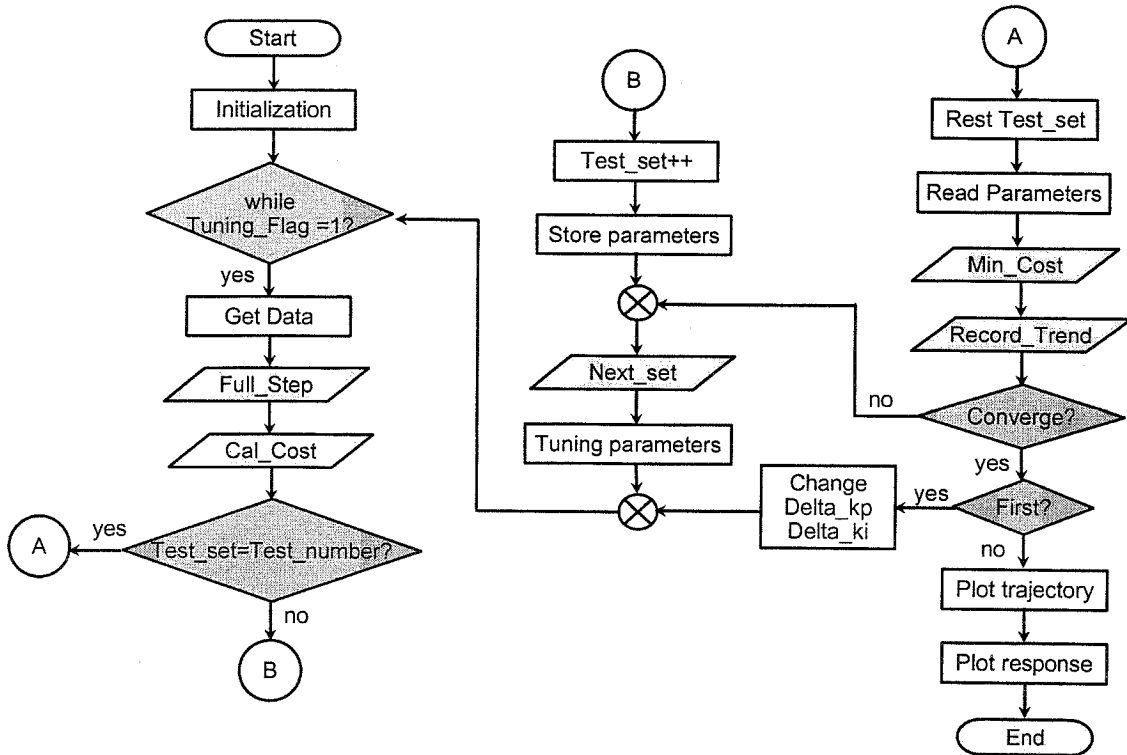 Start
Initialization
while
Tuning_Flag =1?
yes
Get Data
Full_Step
Cal_Cost
Test_set=Test_number?
yes
A
no
B
B
Test_set++
Store parameters
Next_set
Tuning parameters
Change
Delta_kp
Delta_ki
A
Rest Test_set
Read Parameters
Min_Cost
Record_Trend
Converge?
no
yes
First?
yes
no
Plot trajectory
Plot response
End